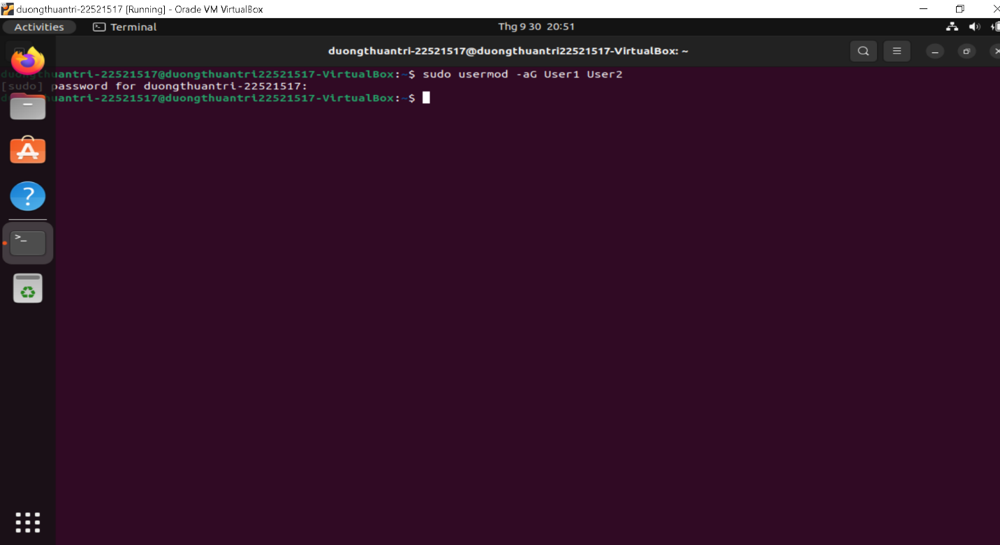 duongthuantri-22521517 [Running] - Oracle VM VirtualBox
Activities Terminal Thg 9 30 20:51
duongthuantri-22521517@duongthuantri22521517-VirtualBox: ~
duongthuantri-22521517@duongthuantri22521517-VirtualBox:~$ sudo usermod -aG User1 User2
[sudo] password for duongthuantri-22521517:
duongthuantri-22521517@duongthuantri22521517-VirtualBox:~$